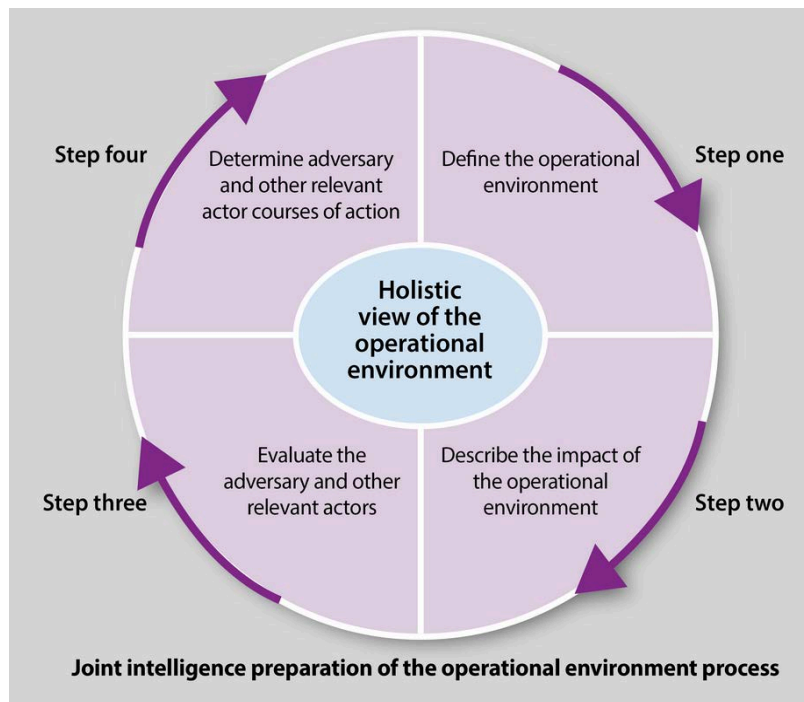 Step one
Define the operational
environment
Step two
Describe the impact of
the operational
environment
Step three
Evaluate the
adversary and other
relevant actors
Step four
Determine adversary
and other relevant
actor courses of action
Holistic
view of the
operational
environment
Joint intelligence preparation of the operational environment process